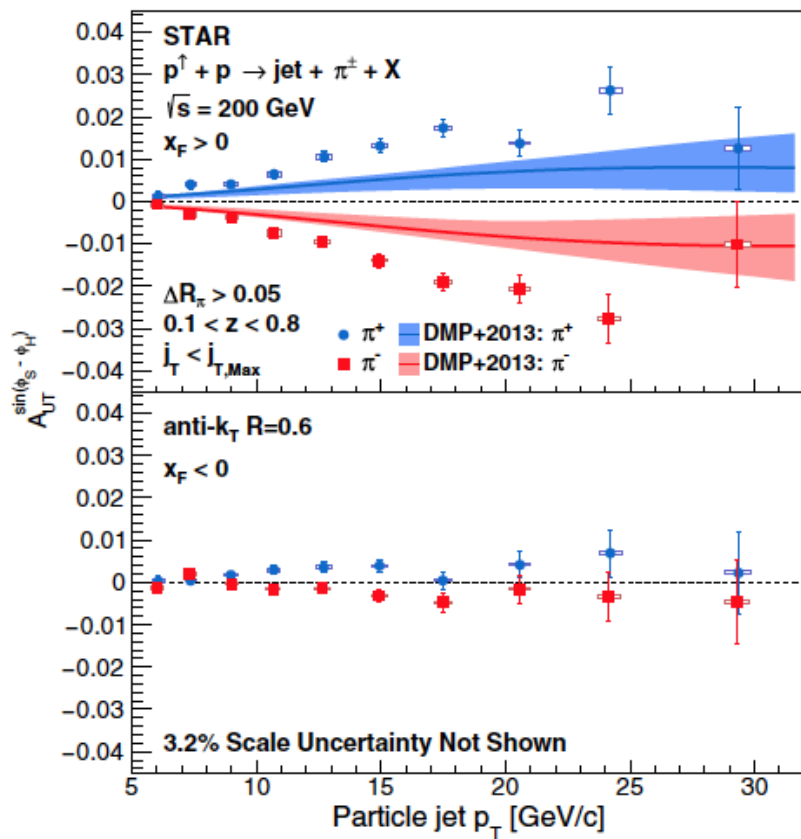 STAR
p↑ + p → jet + π± + X
√s = 200 GeV
x_F > 0
0.04
0.03
0.02
0.01
0
−0.01
−0.02
−0.03
−0.04
ΔR_π > 0.05
0.1 < z < 0.8
j_T < j_T,Max
π+ DMP+2013: π+
π- DMP+2013: π-
A_UT^sin(ϕ_S - ϕ_H)
anti-k_T R=0.6
x_F < 0
0.04
0.03
0.02
0.01
0
−0.01
−0.02
−0.03
−0.04
3.2% Scale Uncertainty Not Shown
5 10 15 20 25 30
Particle jet p_T [GeV/c]